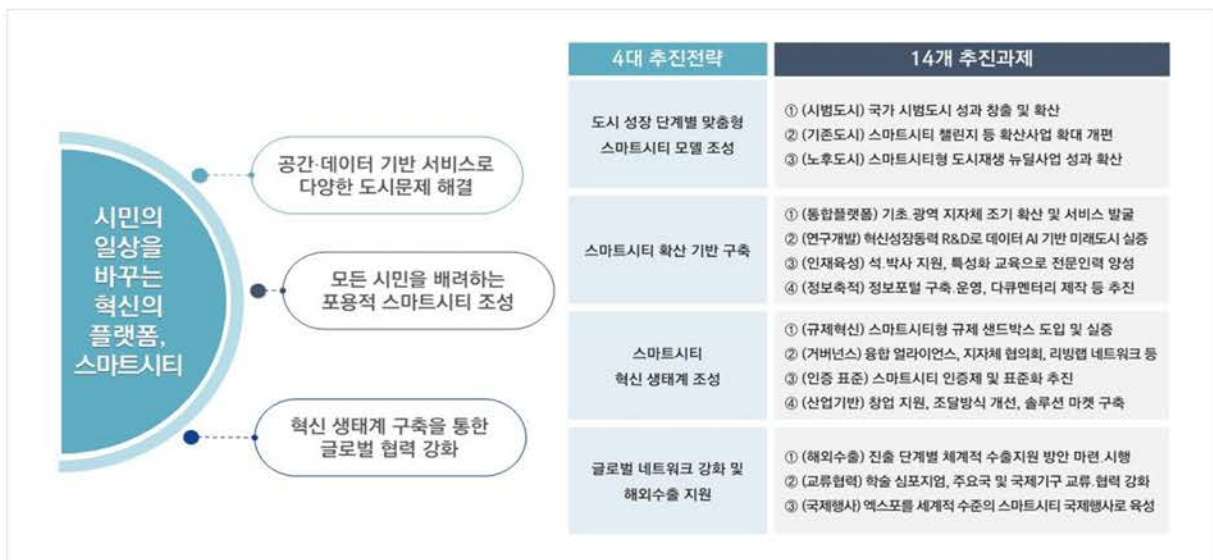 시민의
일상을
바꾸는
혁신의
플랫폼,
스마트시티
공간·데이터 기반 서비스로
다양한 도시문제 해결
모든 시민을 배려하는
포용적 스마트시티 조성
혁신 생태계 구축을 통한
글로벌 협력 강화
4대 추진전략
14개 추진과제
도시 성장 단계별 맞춤형
스마트시티 모델 조성
① (시범도시) 국가 시범도시 성과 창출 및 확산
② (기존도시) 스마트시티 챌린지 등 확산사업 확대 개편
③ (노후도시) 스마트시티형 도시재생 뉴딜사업 성과 확산
스마트시티 확산 기반 구축
① (통합플랫폼) 기초.광역 지자체 조기 확산 및 서비스 발굴
② (연구개발) 혁신성장동력 R&D로 데이터 AI 기반 미래도시 실증
③ (인재육성) 석.박사 지원, 특성화 교육으로 전문인력 양성
④ (정보축적) 정보포털 구축.운영, 다큐멘터리 제작 등 추진
스마트시티
혁신 생태계 조성
① (규제혁신) 스마트시티형 규제 샌드박스 도입 및 실증
② (거버넌스) 융합 얼라이언스, 지자체 협의회, 리빙랩 네트워크 등
③ (인증 표준) 스마트시티 인증제 및 표준화 추진
④ (산업기반) 창업 지원, 조달방식 개선, 솔루션 마켓 구축
글로벌 네트워크 강화 및
해외수출 지원
① (해외수출) 진출 단계별 체계적 수출지원 방안 마련.시행
② (교류협력) 학술 심포지엄, 주요국 및 국제기구 교류.협력 강화
③ (국제행사) 엑스포를 세계적 수준의 스마트시티 국제행사로 육성